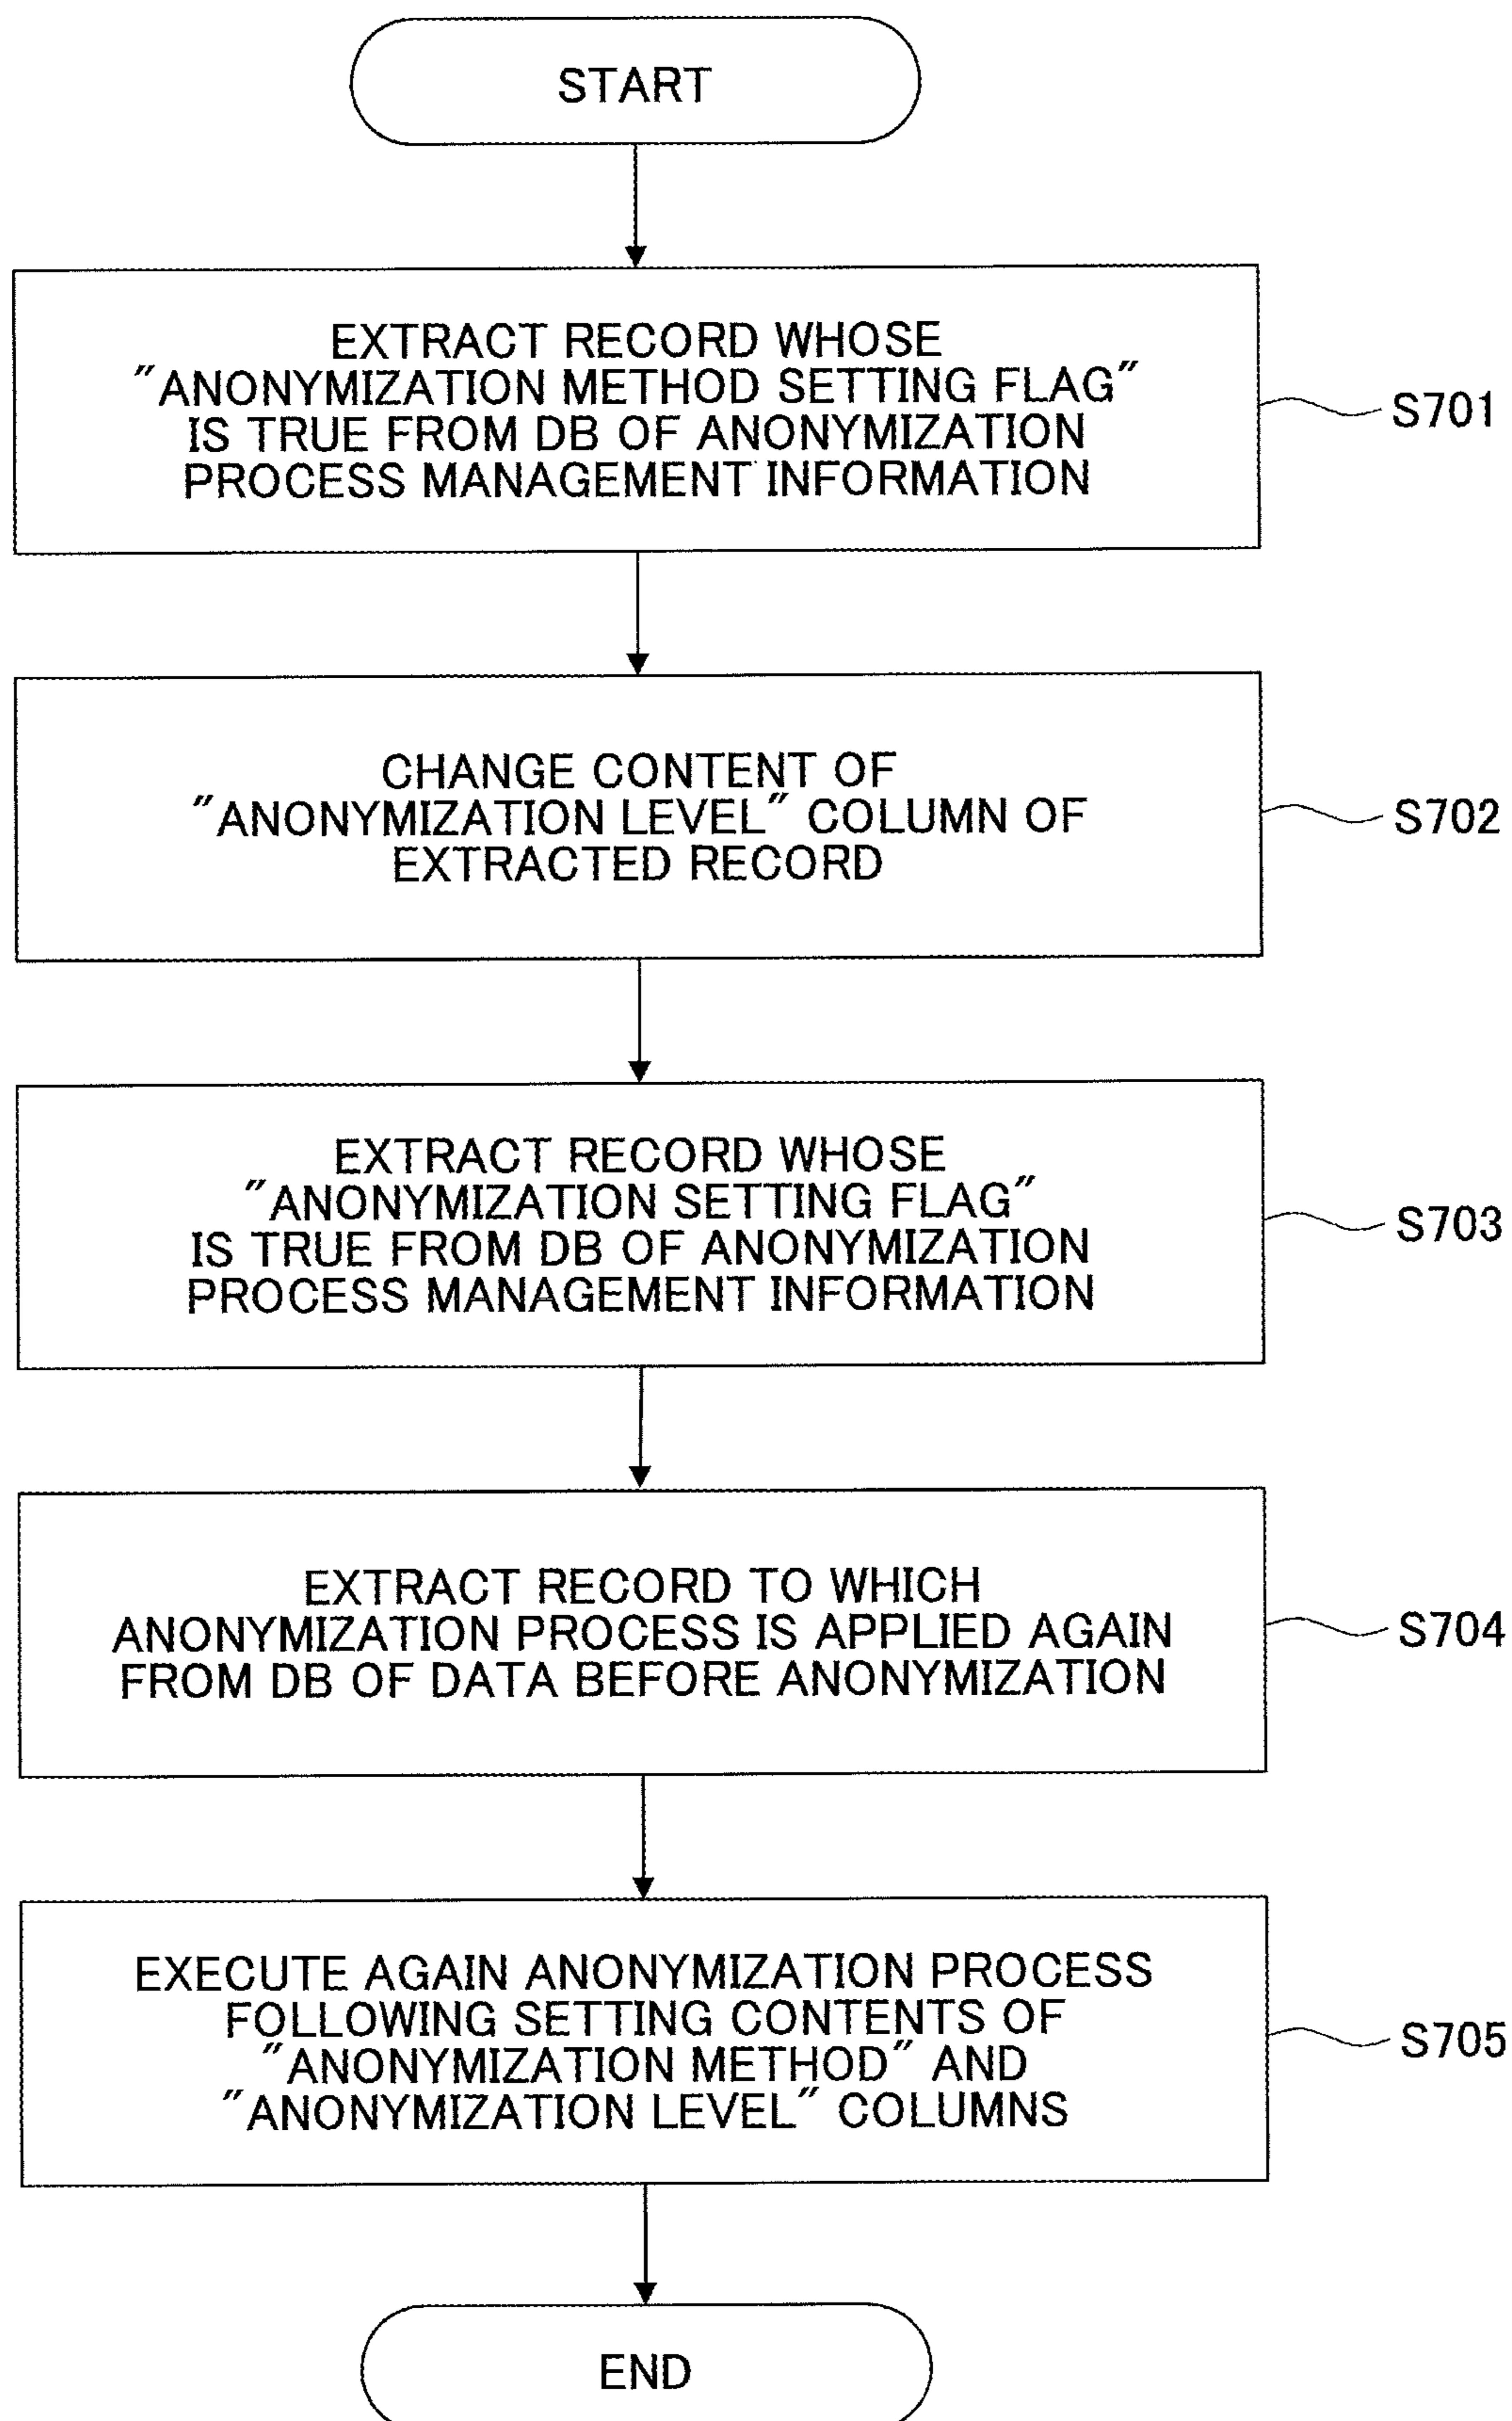 START
EXTRACT RECORD WHOSE
"ANONYMIZATION METHOD SETTING FLAG"
IS TRUE FROM DB OF ANONYMIZATION
PROCESS MANAGEMENT INFORMATION
S701
CHANGE CONTENT OF
"ANONYMIZATION LEVEL" COLUMN OF
EXTRACTED RECORD
S702
EXTRACT RECORD WHOSE
"ANONYMIZATION SETTING FLAG"
IS TRUE FROM DB OF ANONYMIZATION
PROCESS MANAGEMENT INFORMATION
S703
EXTRACT RECORD TO WHICH
ANONYMIZATION PROCESS IS APPLIED AGAIN
FROM DB OF DATA BEFORE ANONYMIZATION
S704
EXECUTE AGAIN ANONYMIZATION PROCESS
FOLLOWING SETTING CONTENTS OF
"ANONYMIZATION METHOD" AND
"ANONYMIZATION LEVEL" COLUMNS
S705
END